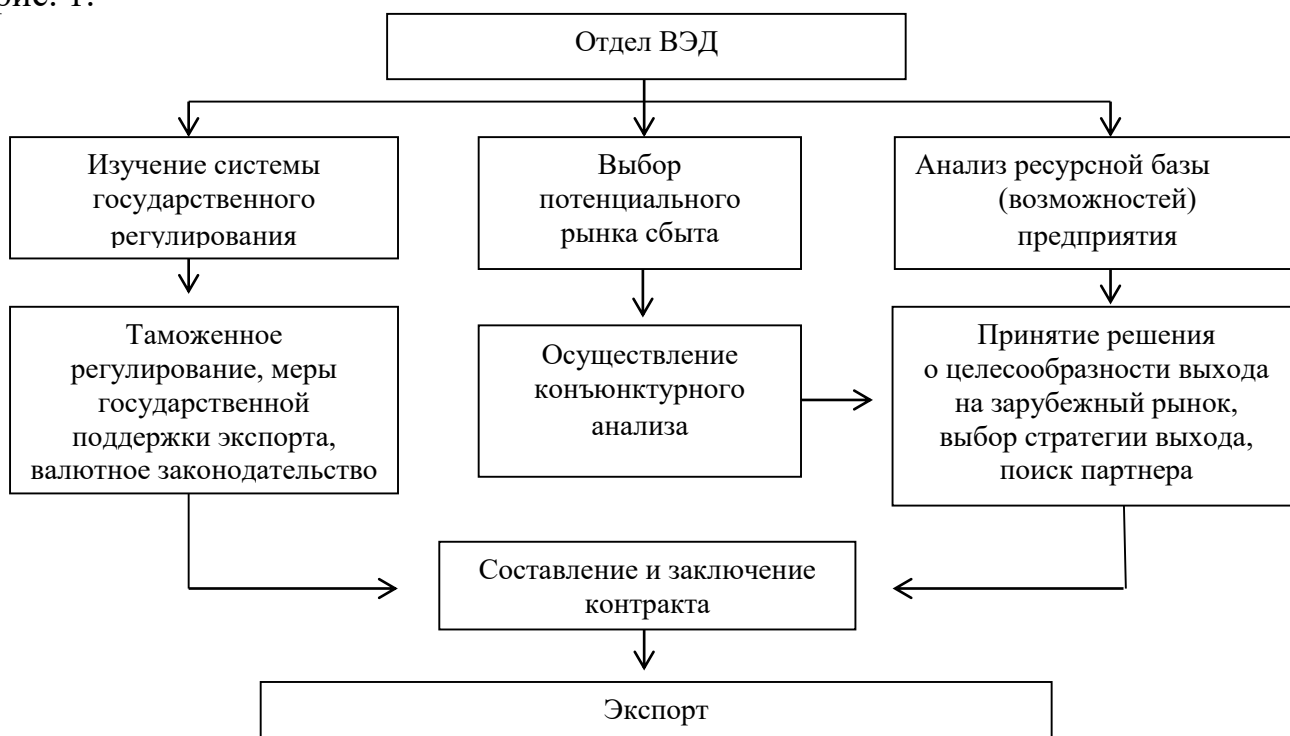 рис. 1.
Отдел ВЭД
Изучение системы
государственного
регулирования
Выбор
потенциального
рынка сбыта
Анализ ресурсной базы
(возможностей)
предприятия
Таможенное
регулирование, меры
государственной
поддержки экспорта,
валютное законодательство
Осуществление
конъюнктурного
анализа
Принятие решения
о целесообразности выхода
на зарубежный рынок,
выбор стратегии выхода,
поиск партнера
Составление и заключение
контракта
Экспорт